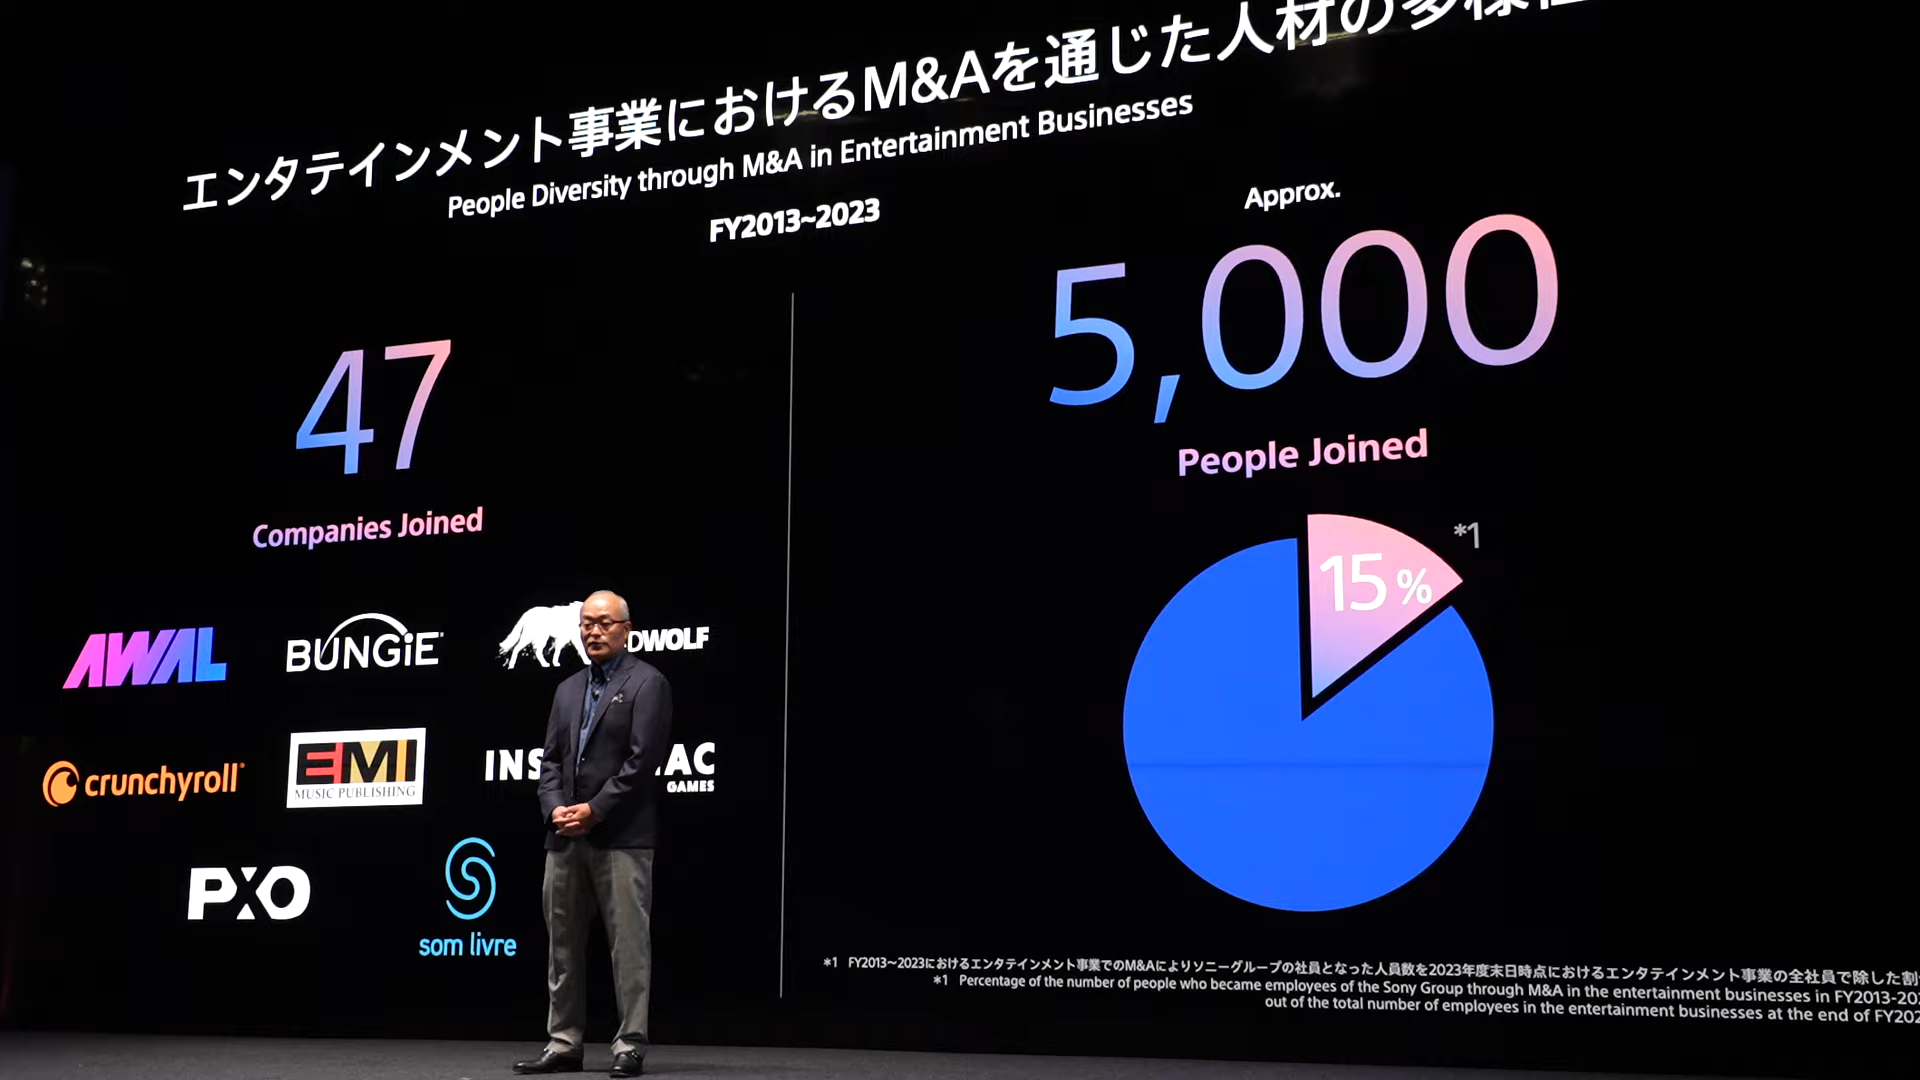 エンタテインメント事業におけるM&Aを通じた人材の多様性
People Diversity through M&A in Entertainment Businesses
FY2013~2023
47
Companies Joined
AWAL
BUNGiE
DWOLF
crunchyroll
EMI
MUSIC PUBLISHING
INS AC
GAMES
PXO
som livre
Approx.
5,000
People Joined
15%
*1
*1 FY2013~2023におけるエンタテインメント事業でのM&Aによりソニーグループの社員となった人員数を2023年度末日時点におけるエンタテインメント事業の全社員で除した割
*1 Percentage of the number of people who became employees of the Sony Group through M&A in the entertainment businesses in FY2013-202
out of the total number of employees in the entertainment businesses at the end of FY202